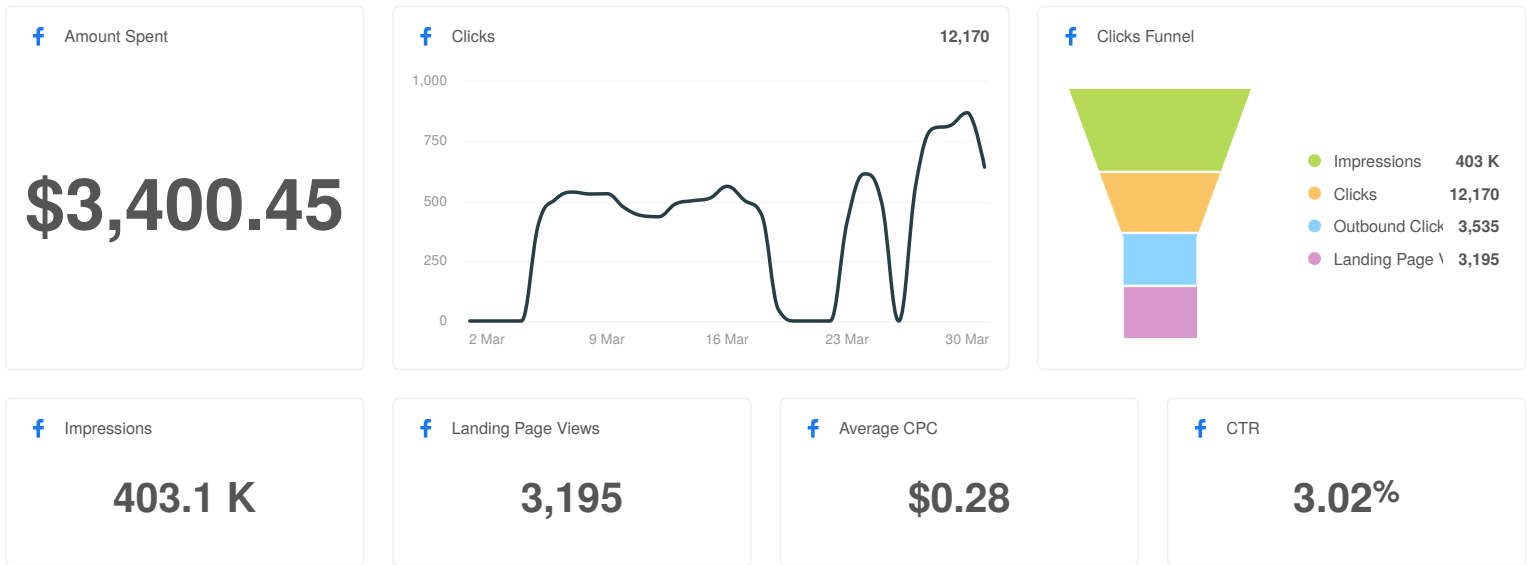 Amount Spent
$3,400.45
Clicks
12,170
1,000
750
500
250
0
2 Mar
9 Mar
16 Mar
23 Mar
30 Mar
Clicks Funnel
Impressions 403 K
Clicks 12,170
Outbound Click 3,535
Landing Page 3,195
Impressions
403.1 K
Landing Page Views
3,195
Average CPC
$0.28
CTR
3.02%